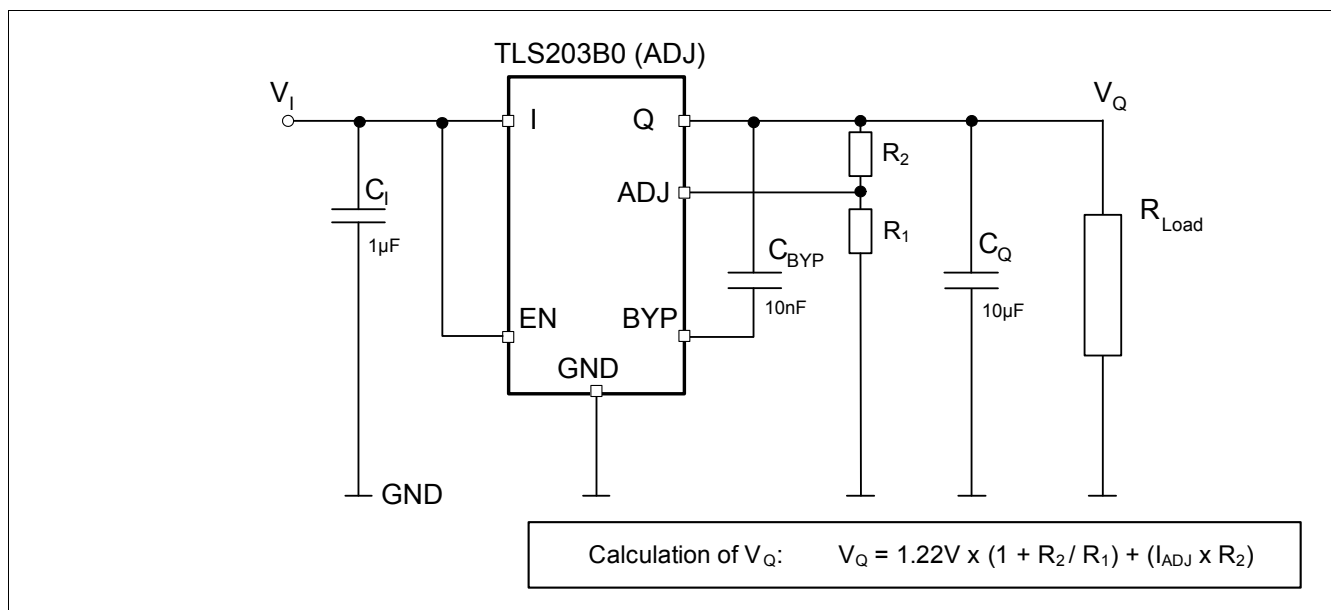 TLS203B0 (ADJ)
V_I
V_Q
I
Q
R_2
ADJ
R_1
R_Load
C_I
1µF
C_BYP
10nF
C_Q
10µF
EN
BYP
GND
GND
Calculation of V_Q: V_Q = 1.22V x (1 + R_2 / R_1) + (I_ADJ x R_2)